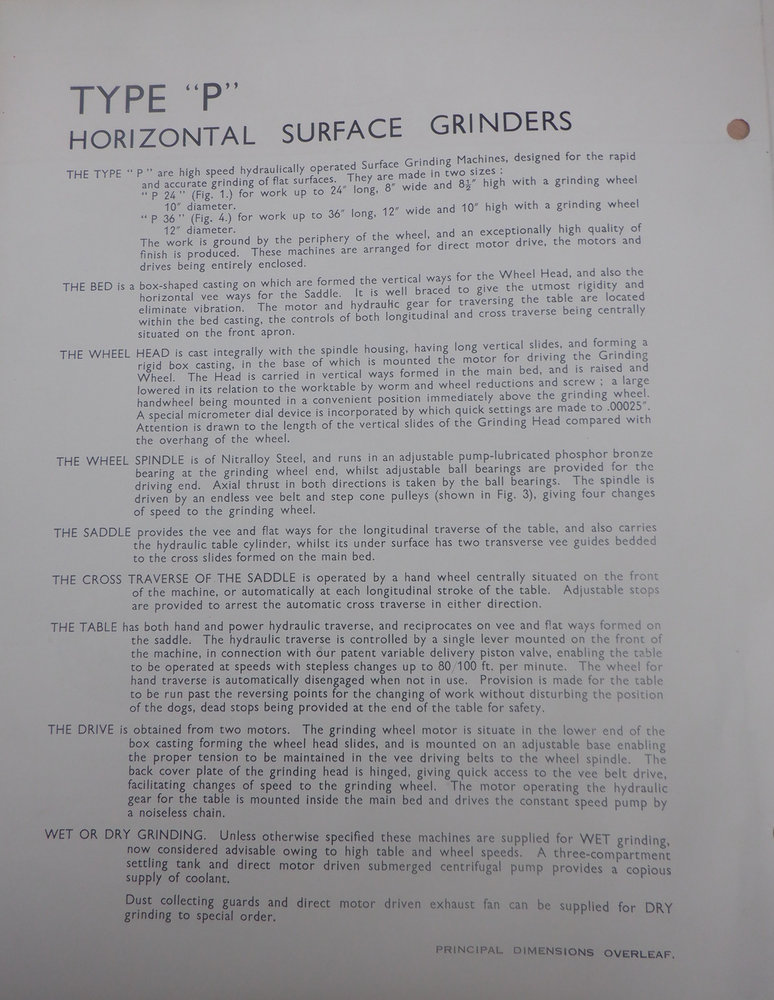 TYPE "P"
HORIZONTAL SURFACE GRINDERS
THE TYPE "P" are high speed hydraulically operated Surface Grinding Machines, designed for the rapid
and accurate grinding of flat surfaces. They are made in two sizes :
"P 24" (Fig. 1.) for work up to 24" long, 8" wide and 8½" high with a grinding wheel
10" diameter.
"P 36" (Fig. 4.) for work up to 36" long, 12" wide and 10" high with a grinding wheel
12" diameter.
The work is ground by the periphery of the wheel, and an exceptionally high quality of
finish is produced. These machines are arranged for direct motor drive, the motors and
drives being entirely enclosed.
THE BED is a box-shaped casting on which are formed the vertical ways for the Wheel Head, and also the
horizontal vee ways for the Saddle. It is well braced to give the utmost rigidity and
eliminate vibration. The motor and hydraulic gear for traversing the table are located
within the bed casting, the controls of both longitudinal and cross traverse being centrally
situated on the front apron.
THE WHEEL HEAD is cast integrally with the spindle housing, having long vertical slides, and forming a
rigid box casting, in the base of which is mounted the motor for driving the Grinding
Wheel. The Head is carried in vertical ways formed in the main bed, and is raised and
lowered in its relation to the worktable by worm and wheel reductions and screw ; a large
handwheel being mounted in a convenient position immediately above the grinding wheel.
A special micrometer dial device is incorporated by which quick settings are made to .00025".
Attention is drawn to the length of the vertical slides of the Grinding Head compared with
the overhang of the wheel.
THE WHEEL SPINDLE is of Nitralloy Steel, and runs in an adjustable pump-lubricated phosphor bronze
bearing at the grinding wheel end, whilst adjustable ball bearings are provided for the
driving end. Axial thrust in both directions is taken by the ball bearings. The spindle is
driven by an endless vee belt and step cone pulleys (shown in Fig. 3), giving four changes
of speed to the grinding wheel.
THE SADDLE provides the vee and flat ways for the longitudinal traverse of the table, and also carries
the hydraulic table cylinder, whilst its under surface has two transverse vee guides bedded
to the cross slides formed on the main bed.
THE CROSS TRAVERSE OF THE SADDLE is operated by a hand wheel centrally situated on the front
of the machine, or automatically at each longitudinal stroke of the table. Adjustable stops
are provided to arrest the automatic cross traverse in either direction.
THE TABLE has both hand and power hydraulic traverse, and reciprocates on vee and flat ways formed on
the saddle. The hydraulic traverse is controlled by a single lever mounted on the front of
the machine, in connection with our patent variable delivery piston valve, enabling the table
to be operated at speeds with stepless changes up to 80/100 ft. per minute. The wheel for
hand traverse is automatically disengaged when not in use. Provision is made for the table
to be run past the reversing points for the changing of work without disturbing the position
of the dogs, dead stops being provided at the end of the table for safety.
THE DRIVE is obtained from two motors. The grinding wheel motor is situate in the lower end of the
box casting forming the wheel head slides, and is mounted on an adjustable base enabling
the proper tension to be maintained in the vee driving belts to the wheel spindle. The
back cover plate of the grinding head is hinged, giving quick access to the vee belt drive,
facilitating changes of speed to the grinding wheel. The motor operating the hydraulic
gear for the table is mounted inside the main bed and drives the constant speed pump by
a noiseless chain.
WET OR DRY GRINDING. Unless otherwise specified these machines are supplied for WET grinding,
now considered advisable owing to high table and wheel speeds. A three-compartment
settling tank and direct motor driven submerged centrifugal pump provides a copious
supply of coolant.
Dust collecting guards and direct motor driven exhaust fan can be supplied for DRY
grinding to special order.
PRINCIPAL DIMENSIONS OVERLEAF.